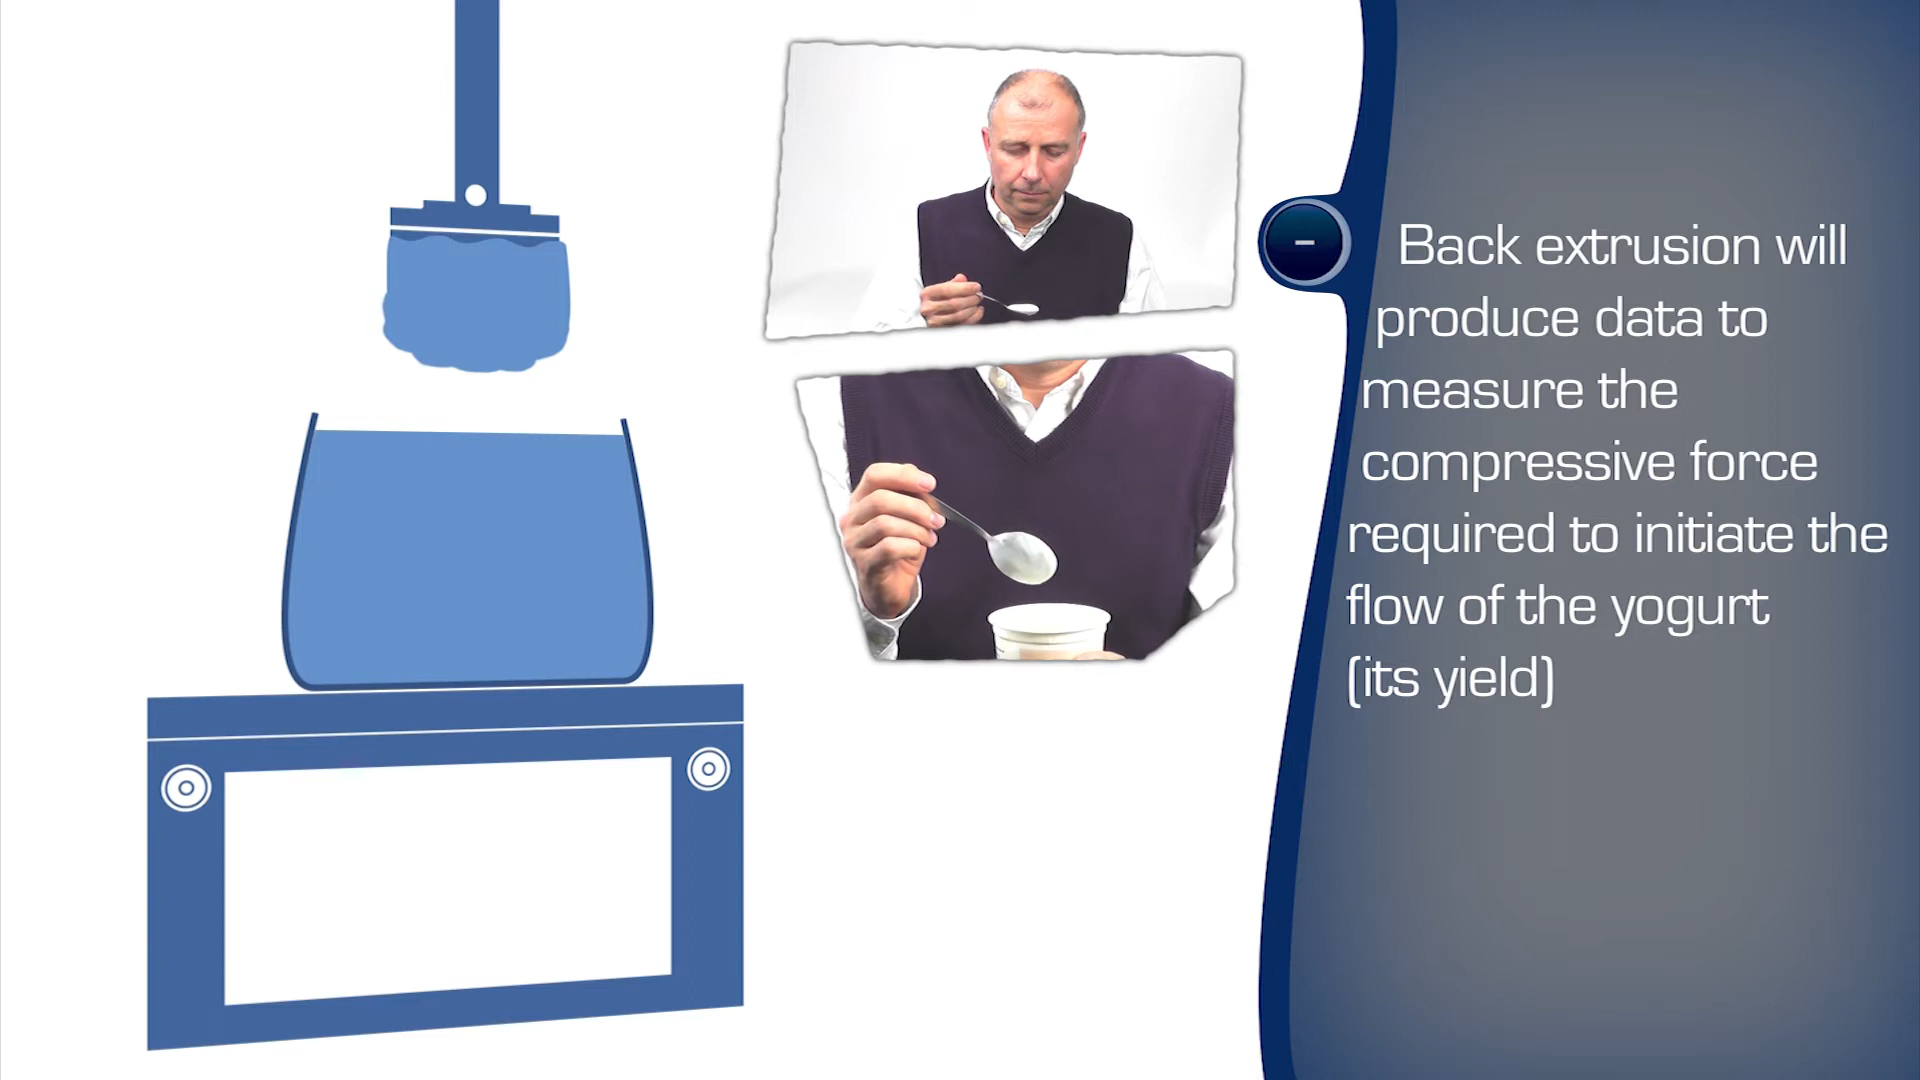 Back extrusion will
produce data to
measure the
compressive force
required to initiate the
flow of the yogurt
(its yield)